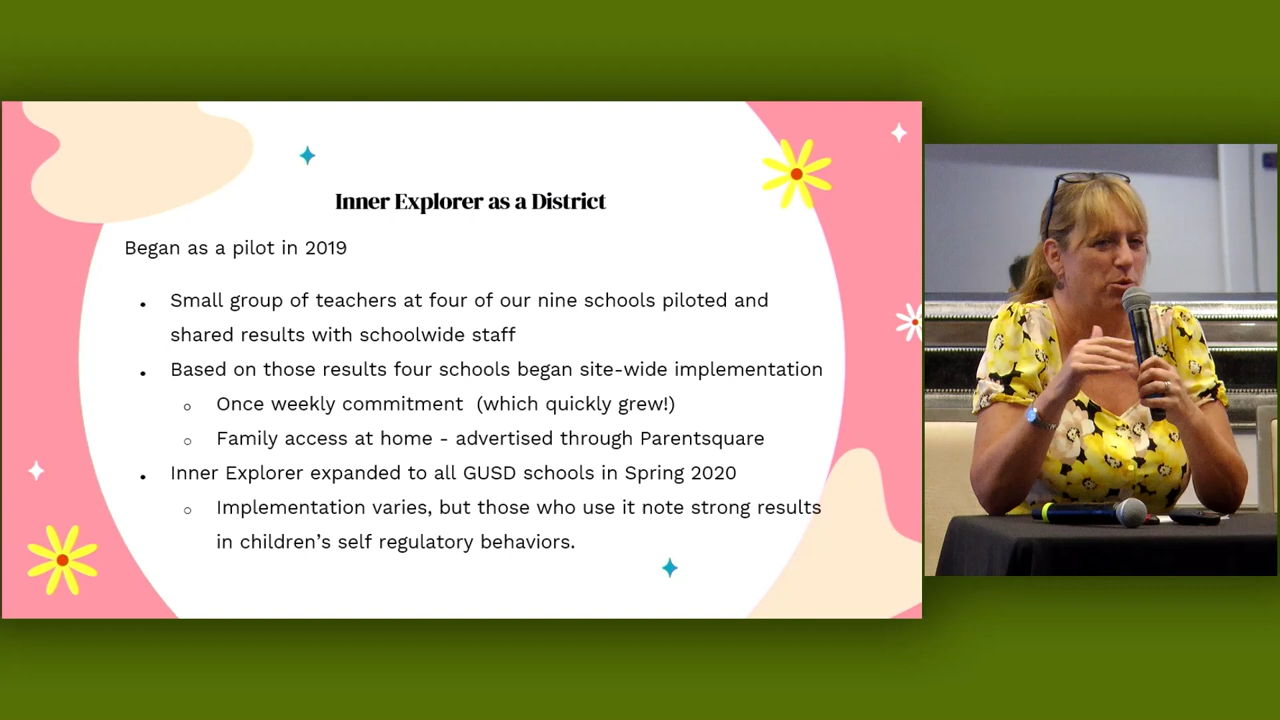 Inner Explorer as a District
Began as a pilot in 2019
• Small group of teachers at four of our nine schools piloted and
shared results with schoolwide staff
• Based on those results four schools began site-wide implementation
○ Once weekly commitment (which quickly grew!)
○ Family access at home - advertised through Parentsquare
• Inner Explorer expanded to all GUSD schools in Spring 2020
○ Implementation varies, but those who use it note strong results
in children’s self regulatory behaviors.